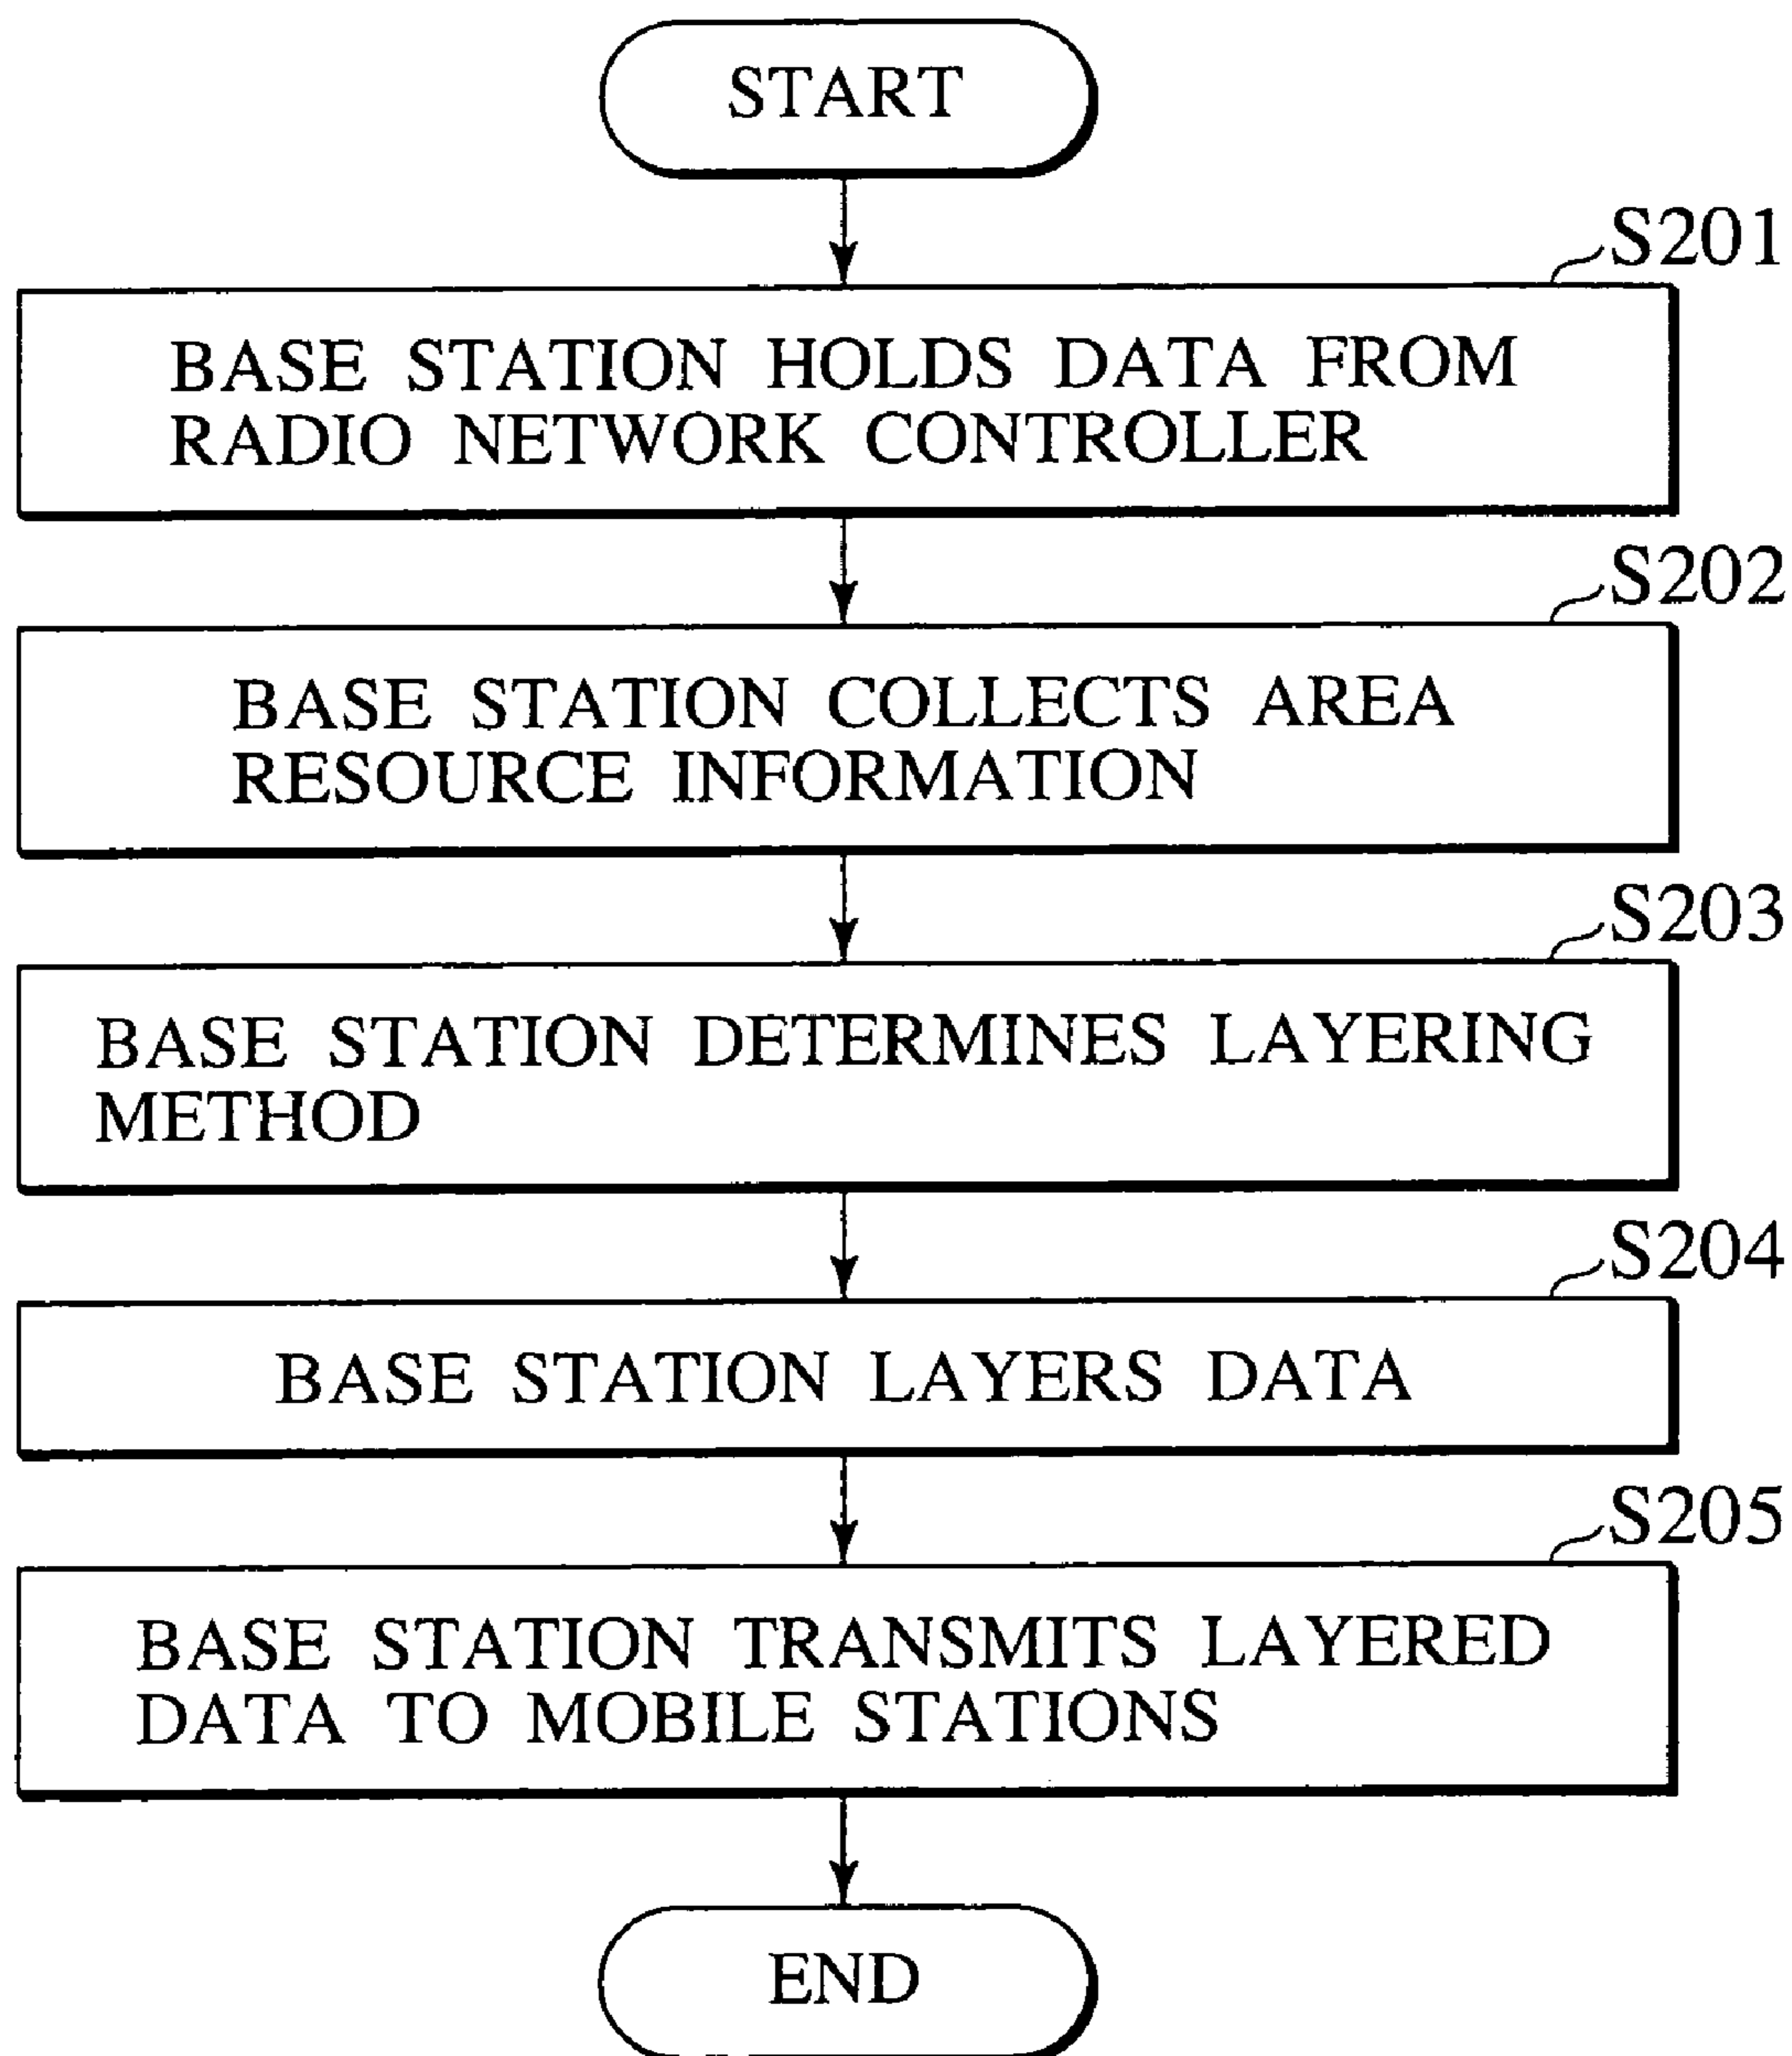 START
S201
BASE STATION HOLDS DATA FROM
RADIO NETWORK CONTROLLER
S202
BASE STATION COLLECTS AREA
RESOURCE INFORMATION
S203
BASE STATION DETERMINES LAYERING
METHOD
S204
BASE STATION LAYERS DATA
S205
BASE STATION TRANSMITS LAYERED
DATA TO MOBILE STATIONS
END